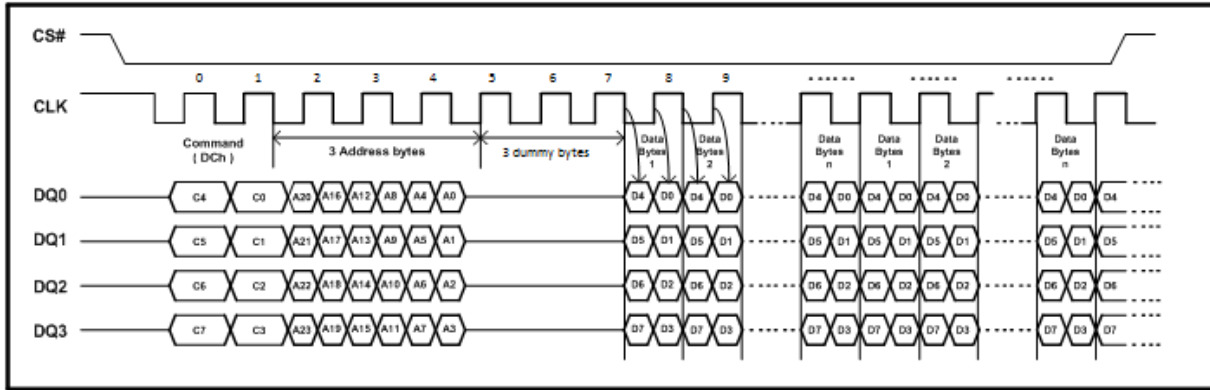 CS#
0 1 2 3 4 5 6 7 8 9
CLK
Command
( DCh )
3 Address bytes
3 dummy bytes
Data
Bytes
1
Data
Bytes
2
Data
Bytes
n
Data
Bytes
1
Data
Bytes
2
Data
Bytes
n
DQ0 C4 C0 A20 A16 A12 A8 A4 A0 D4 D0 D4 D0 D4 D0 D4 D0 D4 D0 D4 D0 D4
DQ1 C5 C1 A21 A17 A13 A9 A5 A1 D5 D1 D5 D1 D5 D1 D5 D1 D5 D1 D5 D1 D5
DQ2 C6 C2 A22 A18 A14 A10 A6 A2 D6 D2 D6 D2 D6 D2 D6 D2 D6 D2 D6 D2 D6
DQ3 C7 C3 A23 A19 A15 A11 A7 A3 D7 D3 D7 D3 D7 D3 D7 D3 D7 D3 D7 D3 D7